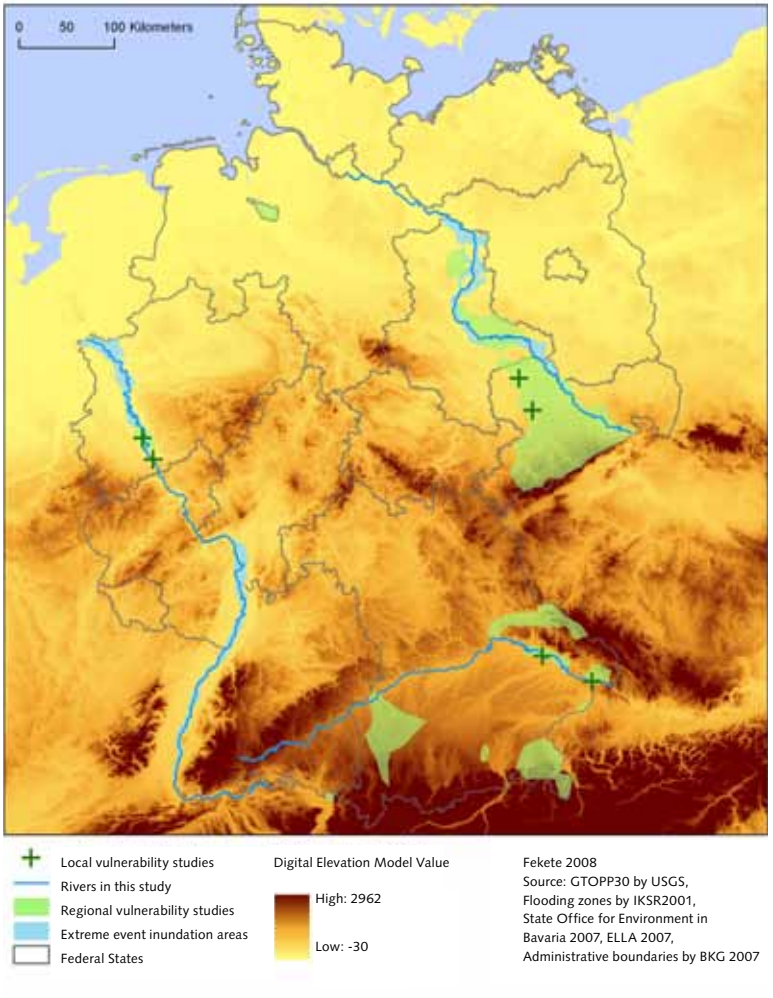 0 50 100 Kilometers
Local vulnerability studies
Rivers in this study
Regional vulnerability studies
Extreme event inundation areas
Federal States
Digital Elevation Model Value
High: 2962
Low: -30
Fekete 2008
Source: GTOPP30 by USGS,
Flooding zones by IKSR2001,
State Office for Environment in
Bavaria 2007, ELLA 2007,
Administrative boundaries by BKG 2007